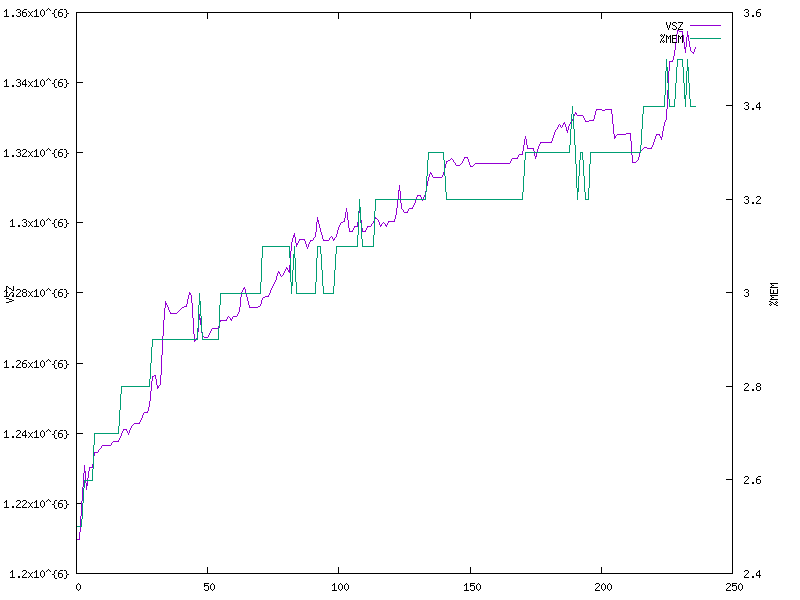 1.36x10^{6}
1.34x10^{6}
1.32x10^{6}
1.3x10^{6}
1.28x10^{6}
1.26x10^{6}
1.24x10^{6}
1.22x10^{6}
1.2x10^{6}
VSZ
0 50 100 150 200 250
3.6
3.4
3.2
3
2.8
2.6
2.4
%MEM
VSZ
%MEM